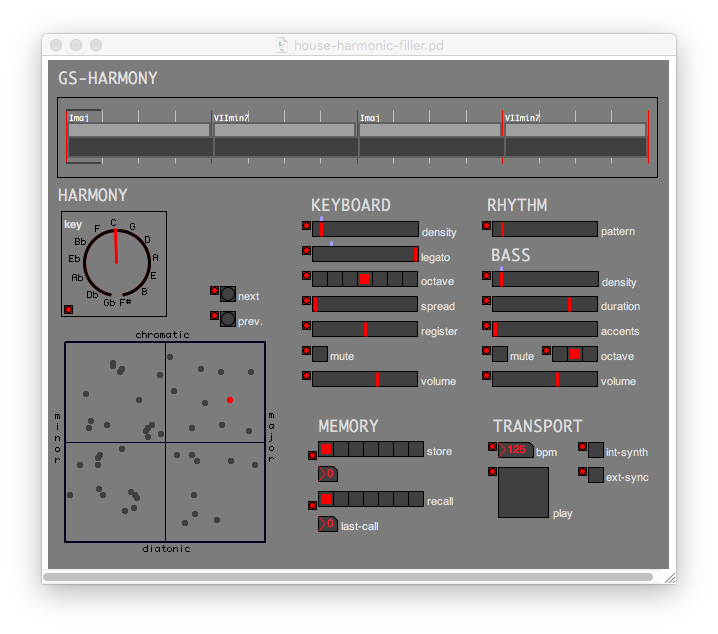 house-harmonic-filler.pd
GS-HARMONY
Imaj VIImin7 Imaj VIImin7
HARMONY
key
C
F G
Bb D
Eb A
Ab E
Db B
Gb F#
next
prev.
chromatic
minor
major
diatonic
KEYBOARD
density
legato
octave
spread
register
mute
volume
RHYTHM
pattern
BASS
density
duration
accents
mute octave
volume
MEMORY
store
>0
recall
>0 last-call
TRANSPORT
>125 bpm int-synth
ext-sync
play